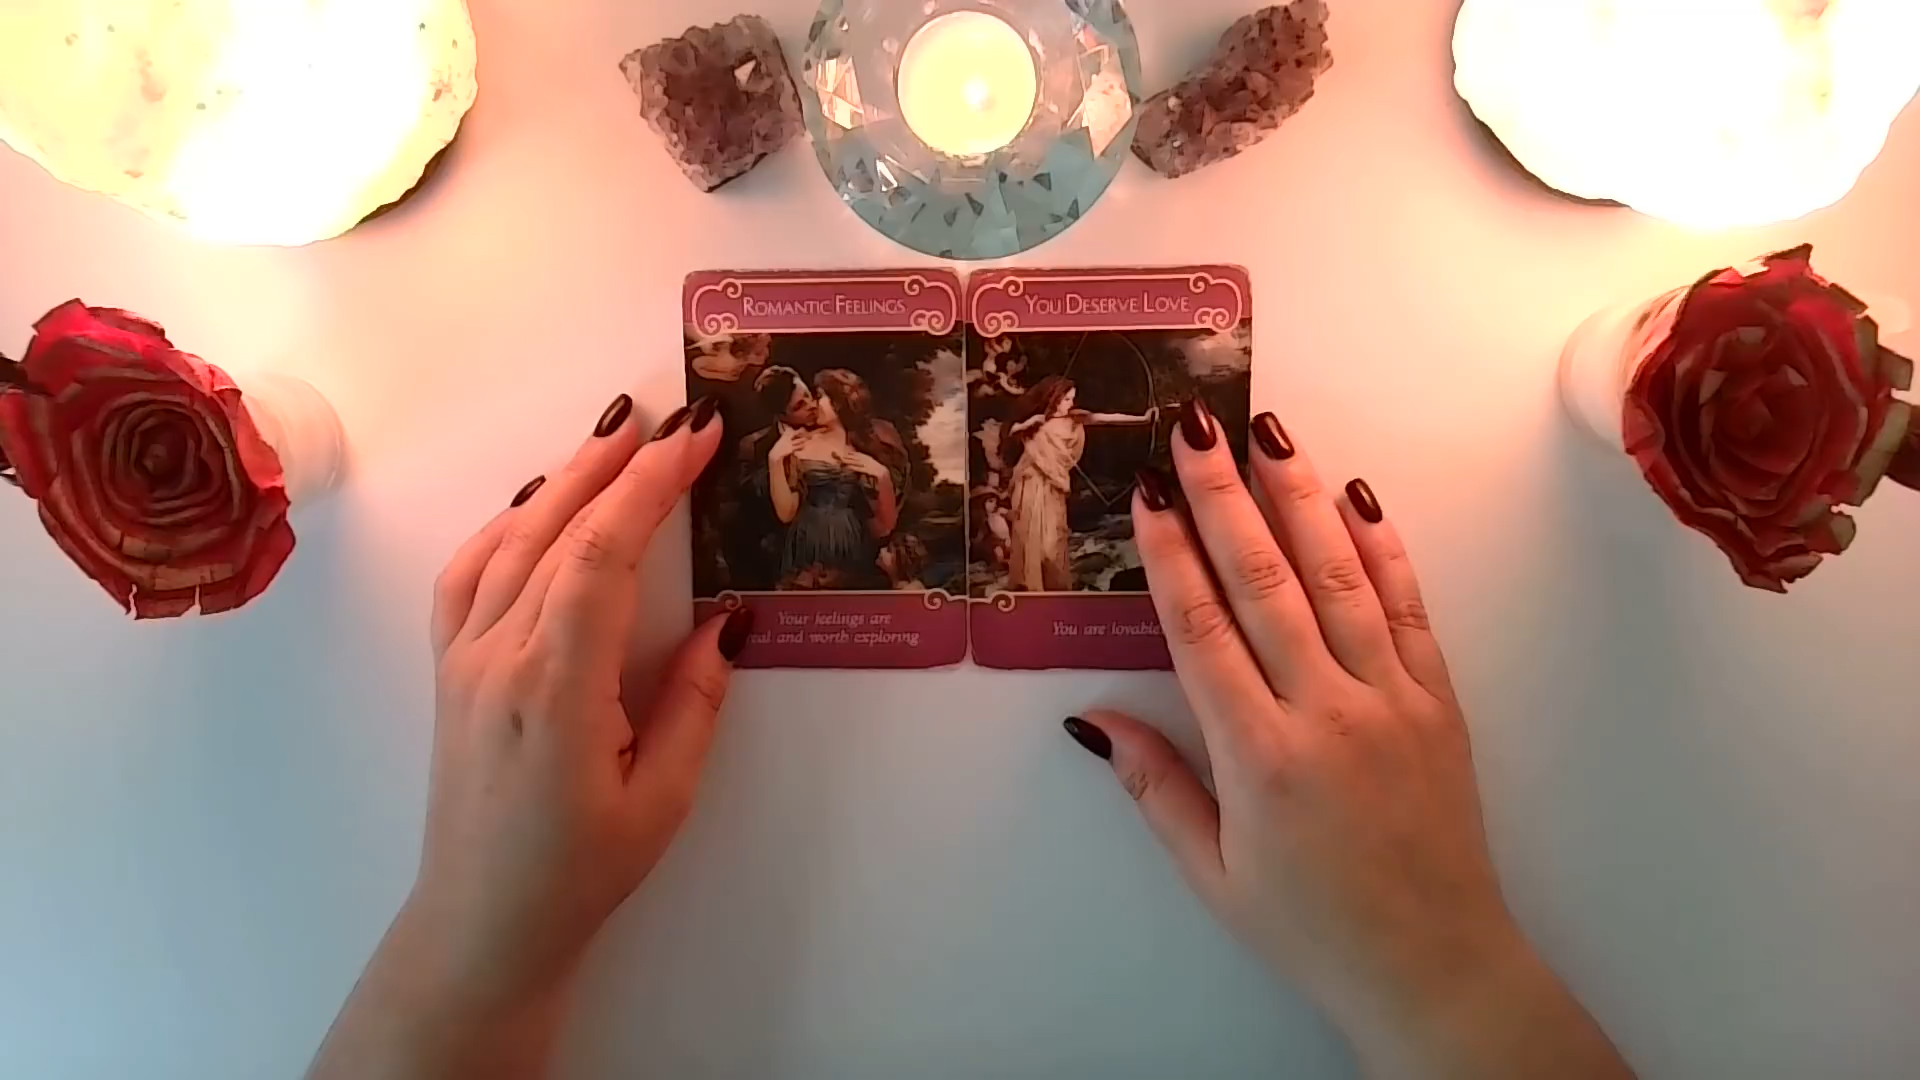 ROMANTIC FEELINGS
YOU DESERVE LOVE
Your feelings are
real and worth exploring
You are lovable